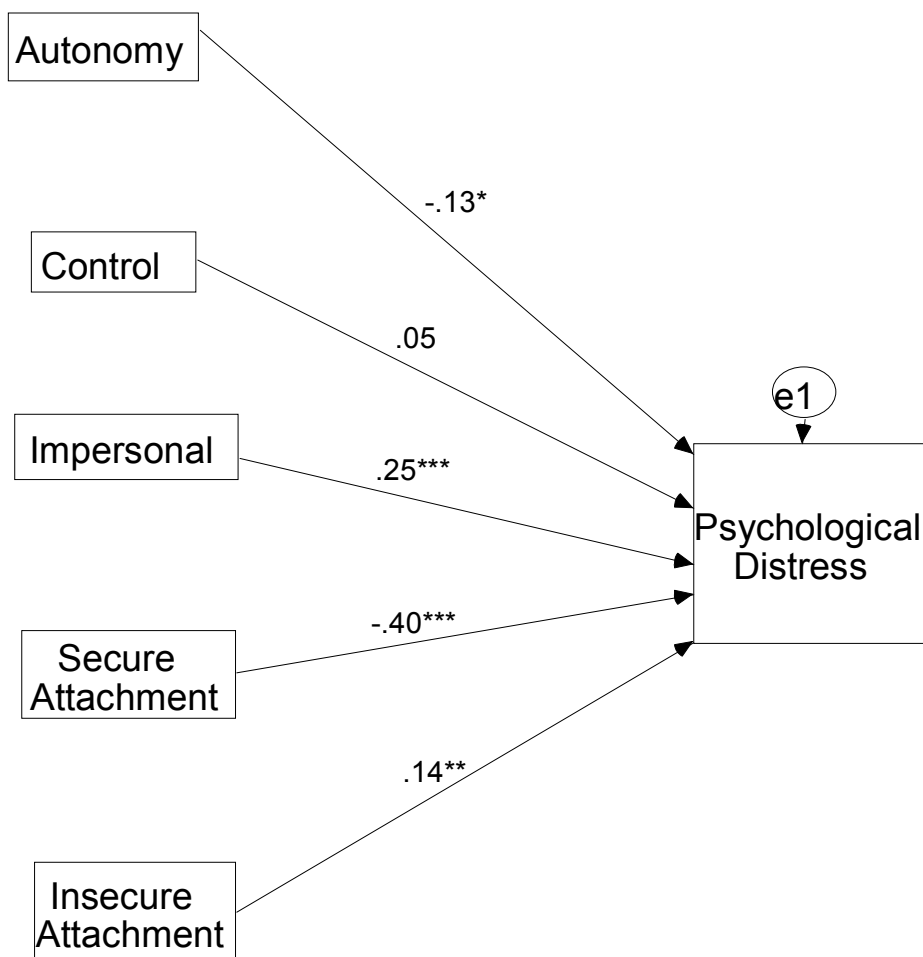 Autonomy
-.13*
Control
.05
e1
Impersonal
.25***
Psychological
Distress
-.40***
Secure
Attachment
.14**
Insecure
Attachment